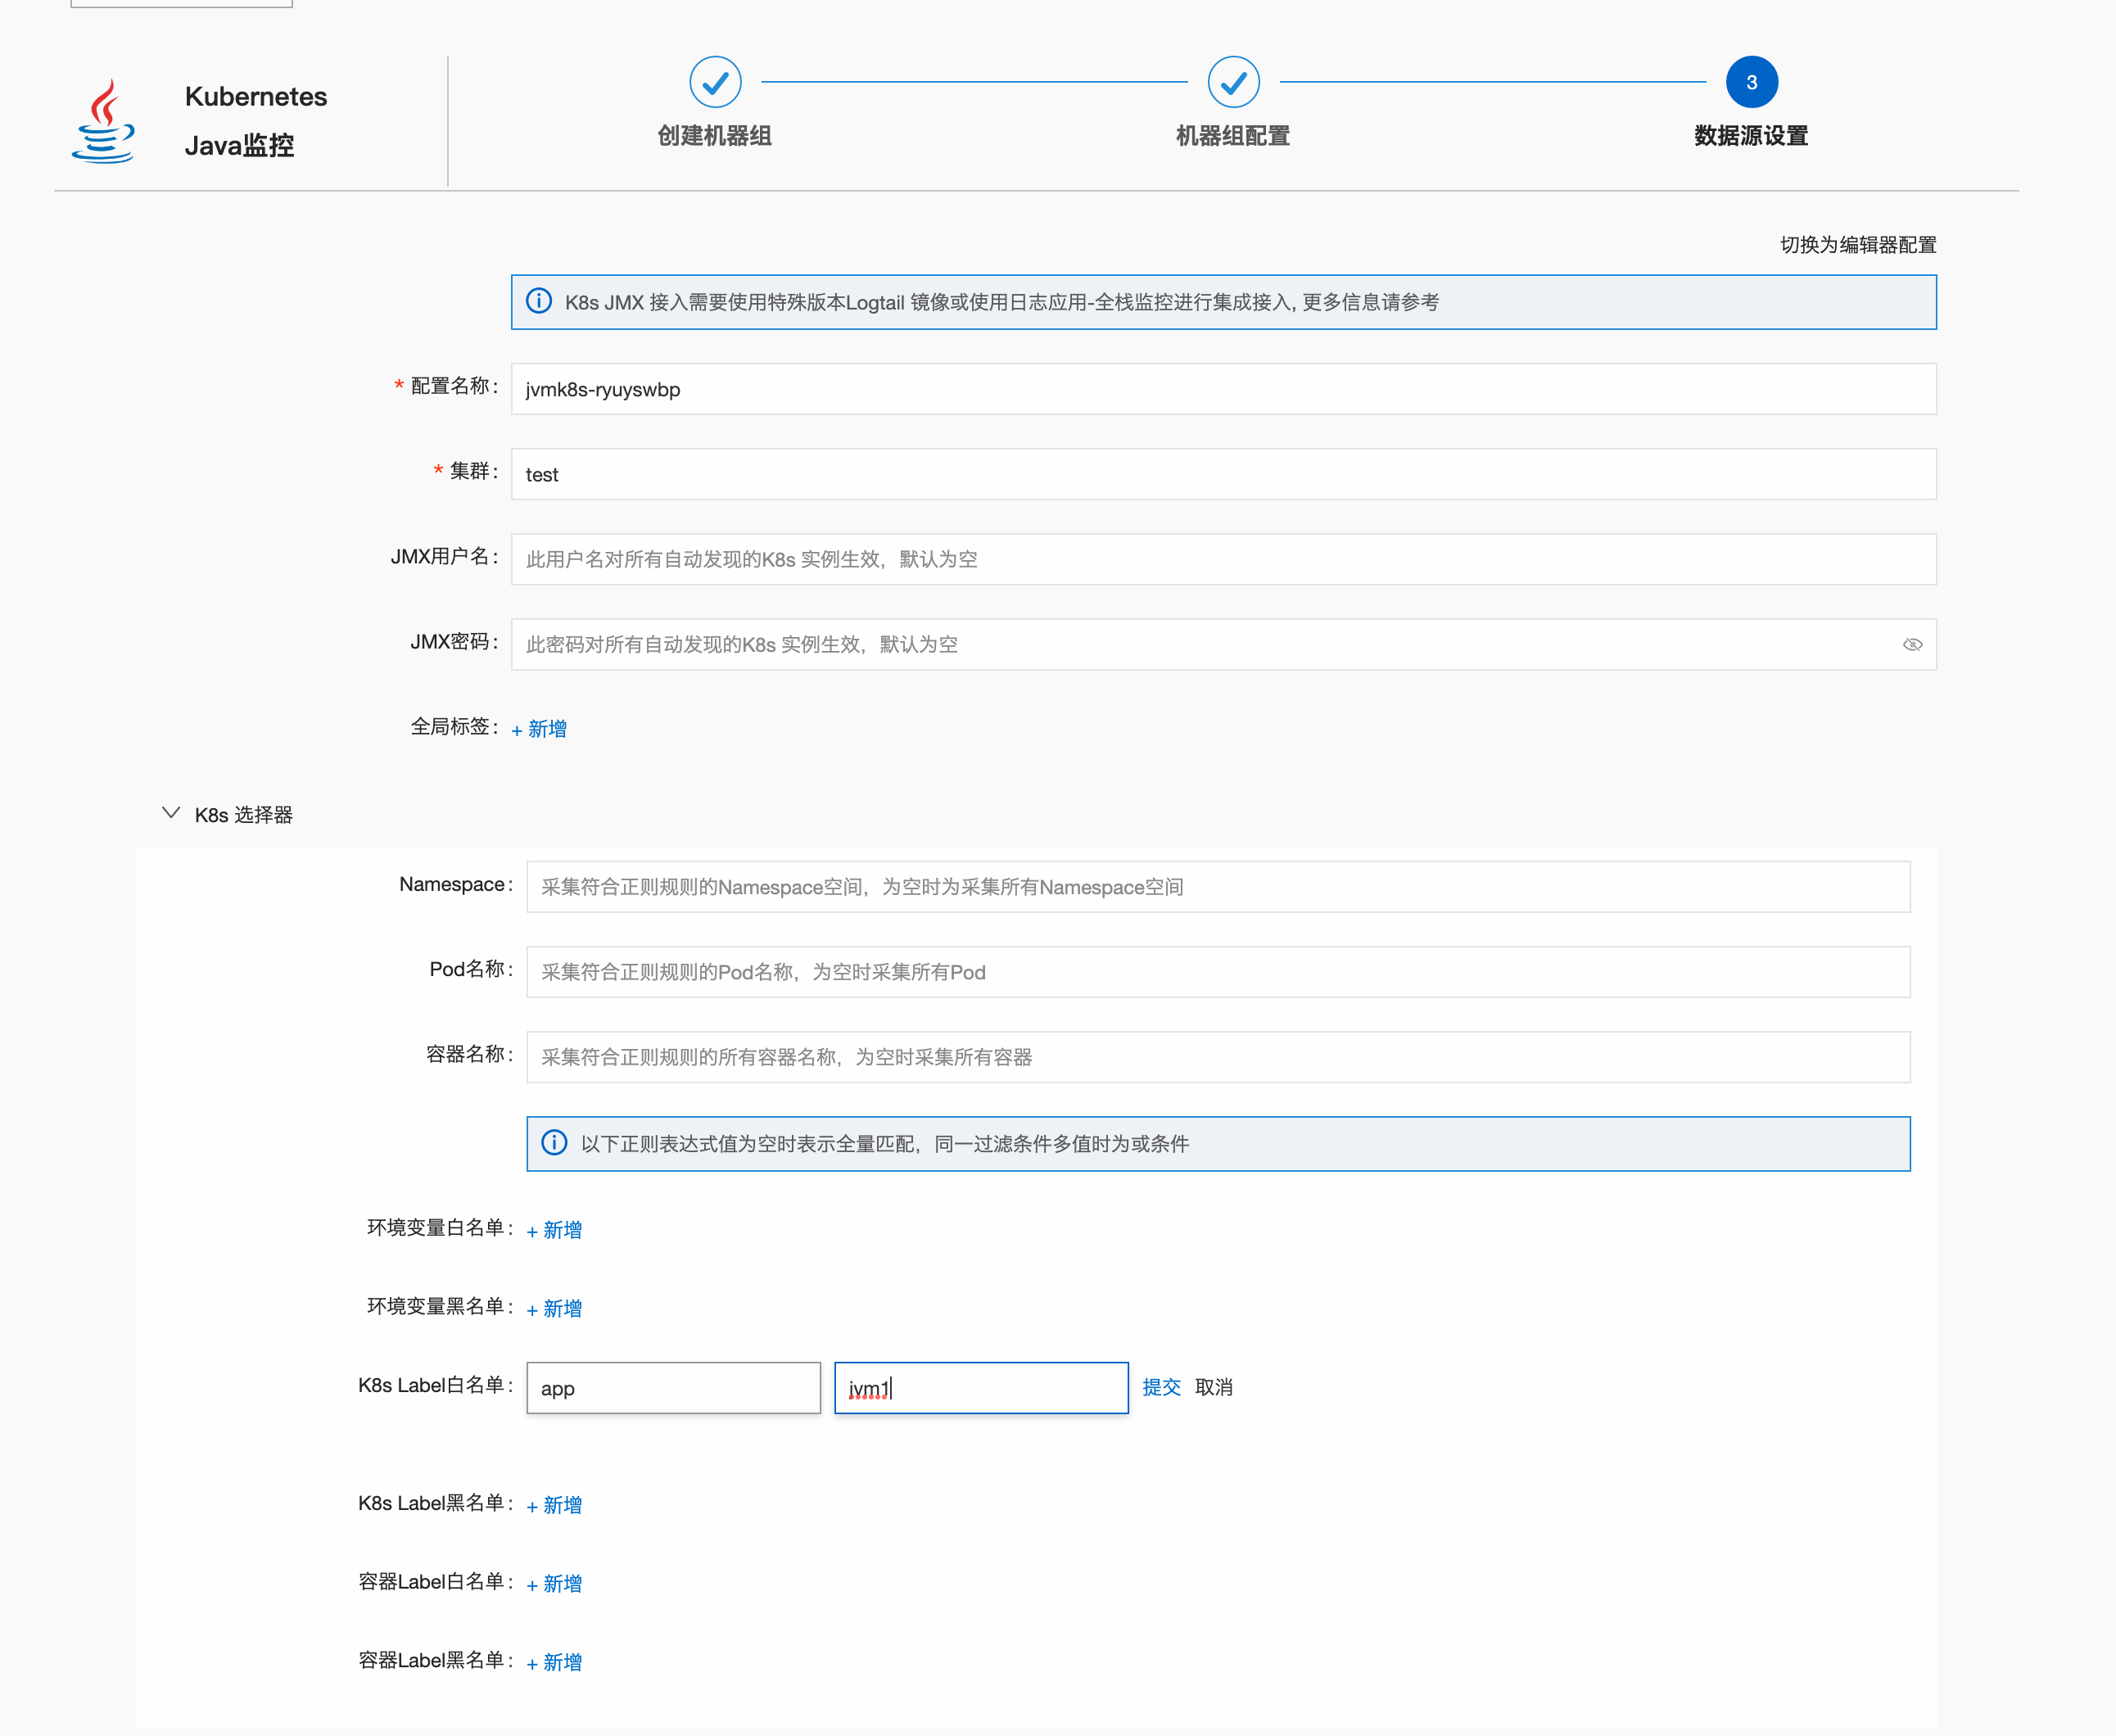 Kubernetes
Java监控
创建机器组
机器组配置
3
数据源设置
切换为编辑器配置
K8s JMX 接入需要使用特殊版本Logtail 镜像或使用日志应用-全栈监控进行集成接入, 更多信息请参考
* 配置名称: jvmk8s-ryuyswbp
* 集群: test
JMX用户名: 此用户名对所有自动发现的K8s 实例生效，默认为空
JMX密码: 此密码对所有自动发现的K8s 实例生效，默认为空
全局标签: + 新增
K8s 选择器
Namespace: 采集符合正则规则的Namespace空间，为空时为采集所有Namespace空间
Pod名称: 采集符合正则规则的Pod名称，为空时采集所有Pod
容器名称: 采集符合正则规则的所有容器名称，为空时采集所有容器
以下正则表达式值为空时表示全量匹配，同一过滤条件多值时为或条件
环境变量白名单: + 新增
环境变量黑名单: + 新增
K8s Label白名单: app jvm1 提交 取消
K8s Label黑名单: + 新增
容器Label白名单: + 新增
容器Label黑名单: + 新增